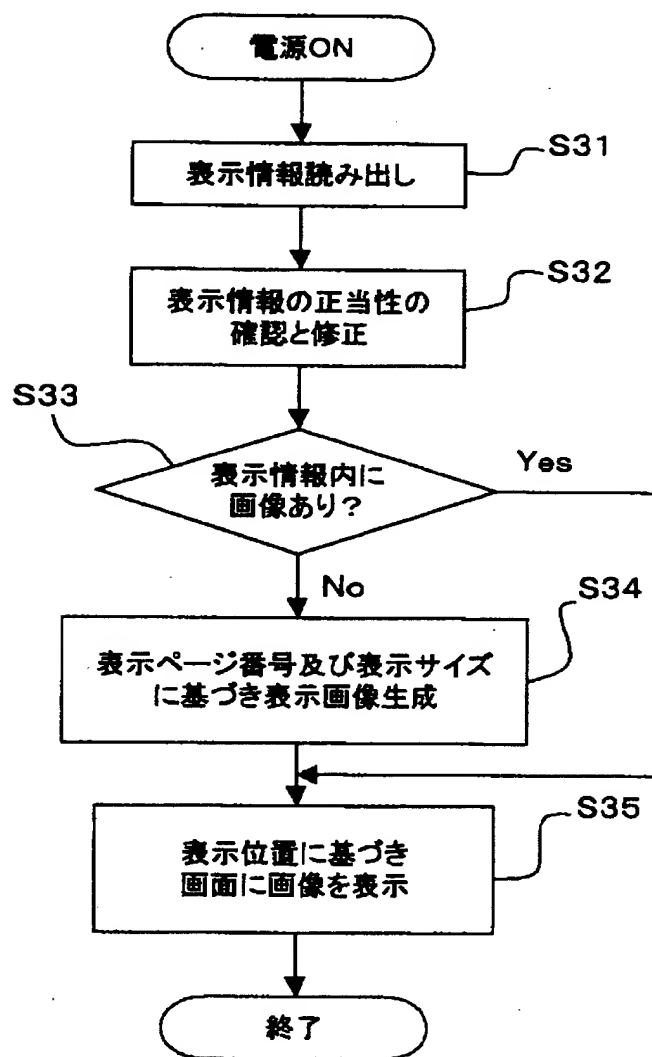 電源ON
S31
表示情報読み出し
S32
表示情報の正当性の
確認と修正
S33
表示情報内に
画像あり?
Yes
No
S34
表示ページ番号及び表示サイズ
に基づき表示画像生成
S35
表示位置に基づき
画面に画像を表示
終了